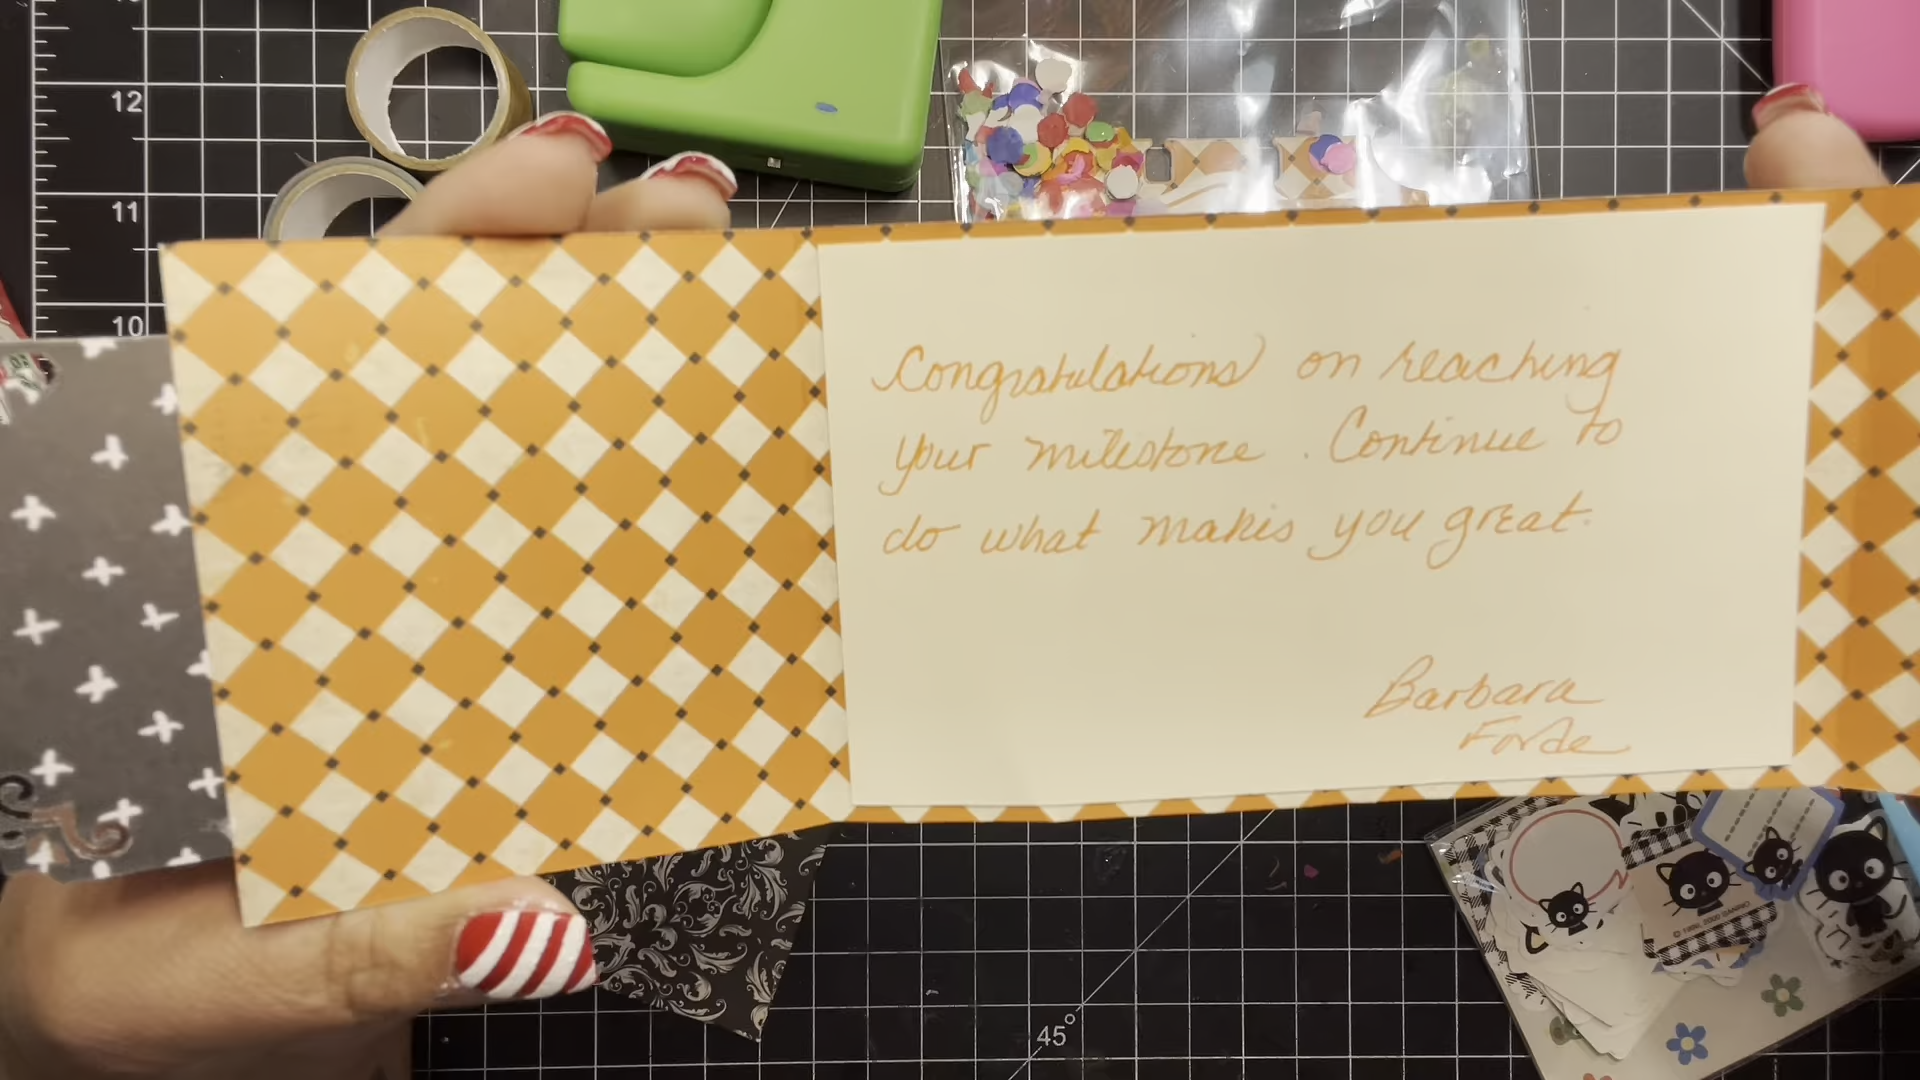 12
11
10
Congratulations on reaching
your milestone. Continue to
do what makes you great.
Barbara
Forde
45°